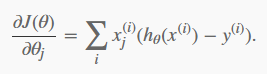 ∂J(θ)/∂θ_j = ∑_i x_j^(i) (h_θ(x^(i)) − y^(i)).